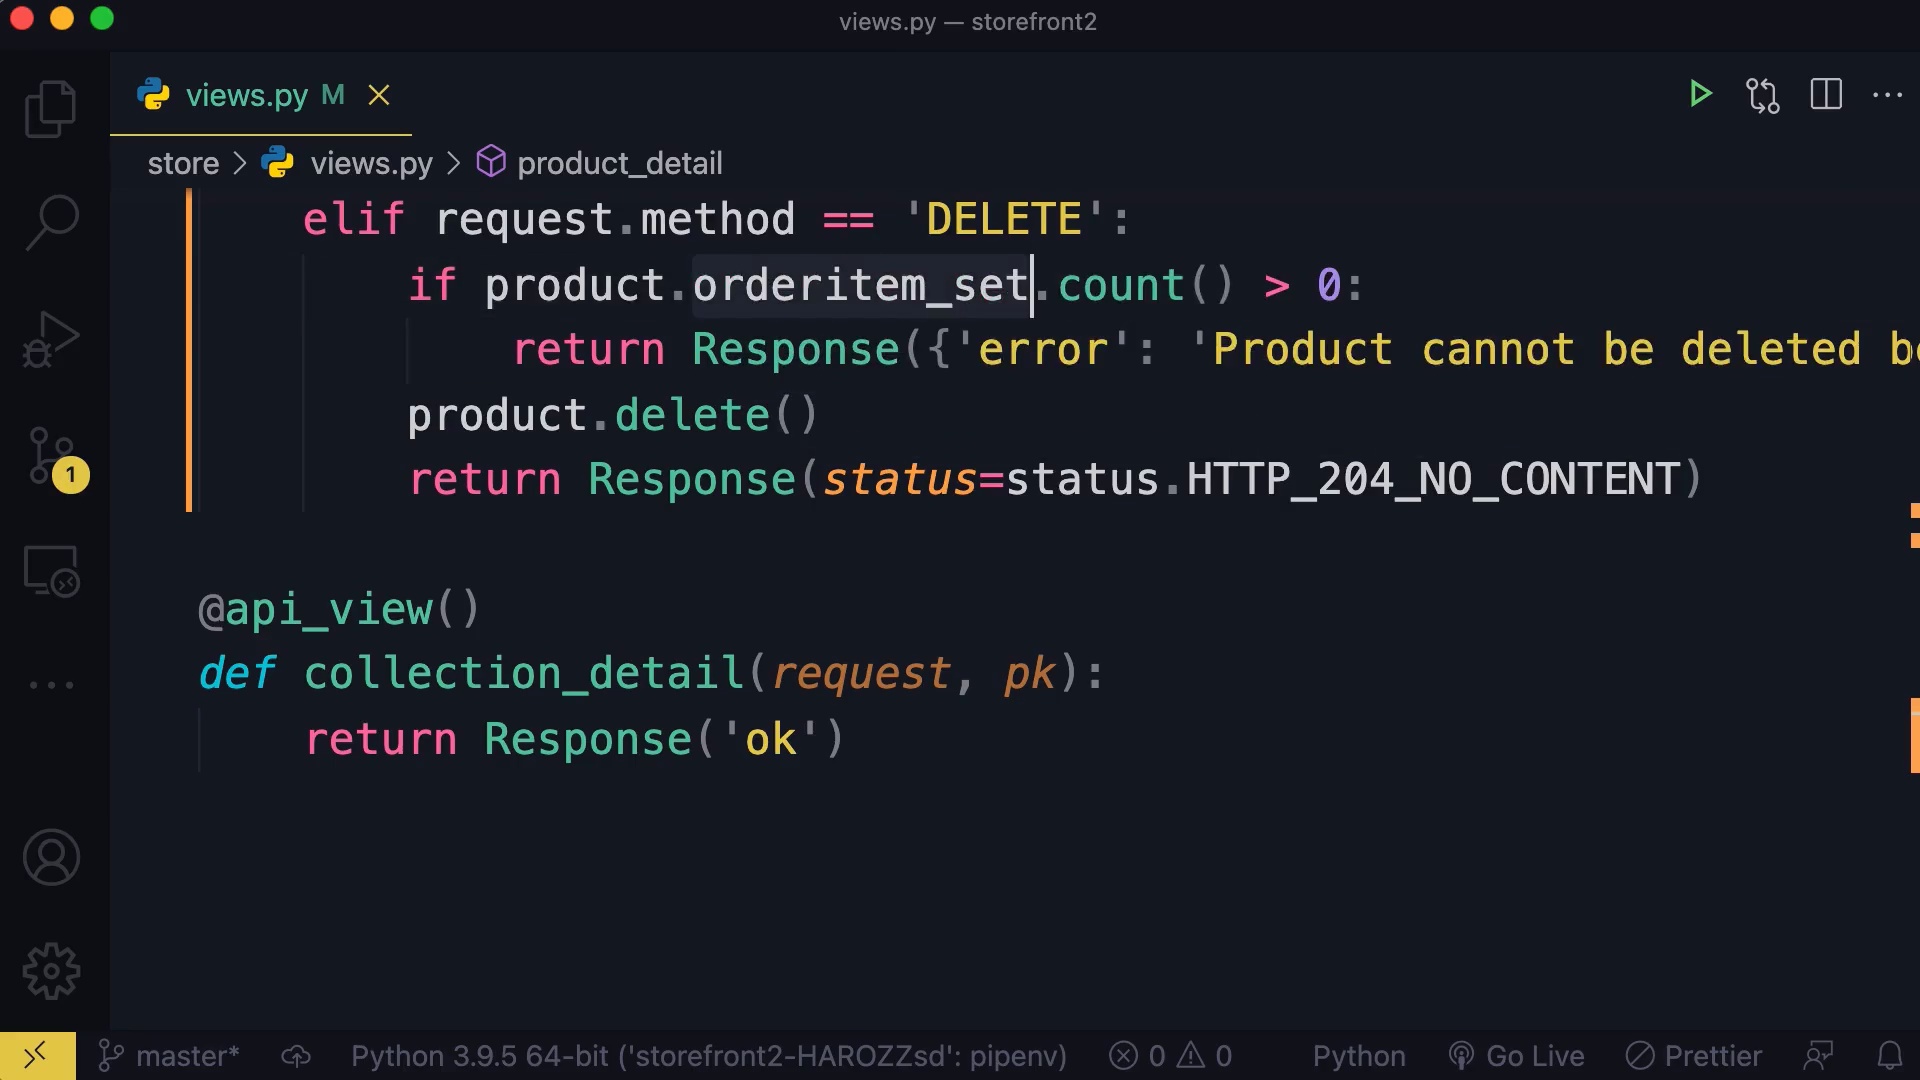 views.py — storefront2
views.py M
store > views.py > product_detail
elif request.method == 'DELETE':
if product.orderitem_set.count() > 0:
return Response({'error': 'Product cannot be deleted be
product.delete()
return Response(status=status.HTTP_204_NO_CONTENT)
@api_view()
def collection_detail(request, pk):
return Response('ok')
1
master* Python 3.9.5 64-bit ('storefront2-HAROZZsd': pipenv) 0 0 Python Go Live Prettier